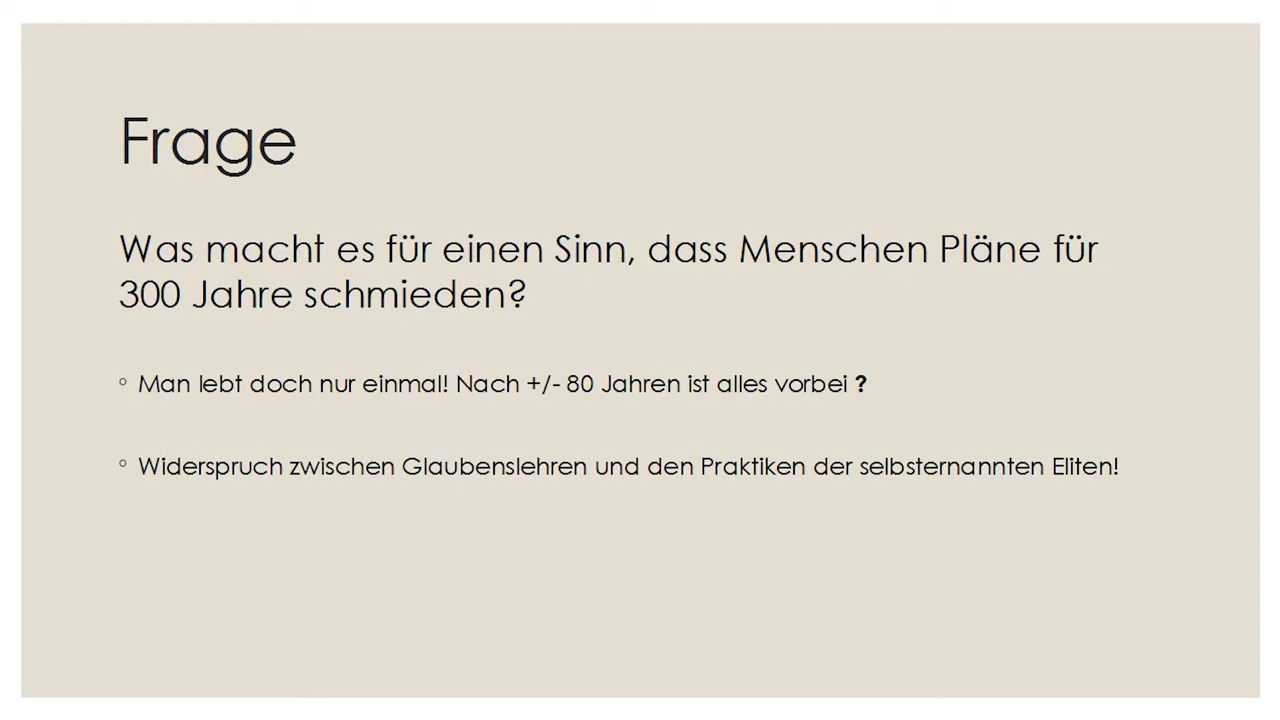 Frage
Was macht es für einen Sinn, dass Menschen Pläne für
300 Jahre schmieden?
◦ Man lebt doch nur einmal! Nach +/- 80 Jahren ist alles vorbei ?
◦ Widerspruch zwischen Glaubenslehren und den Praktiken der selbsternannten Eliten!